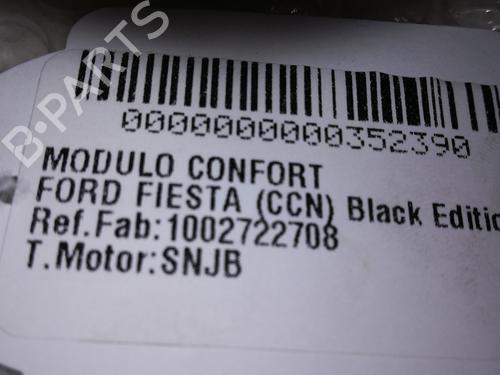 0000000000352390
MODULO CONFORT
FORD FIESTA (CCN) Black Editio
Ref.Fab:1002722708
T.Motor:SNJB
B-PARTS